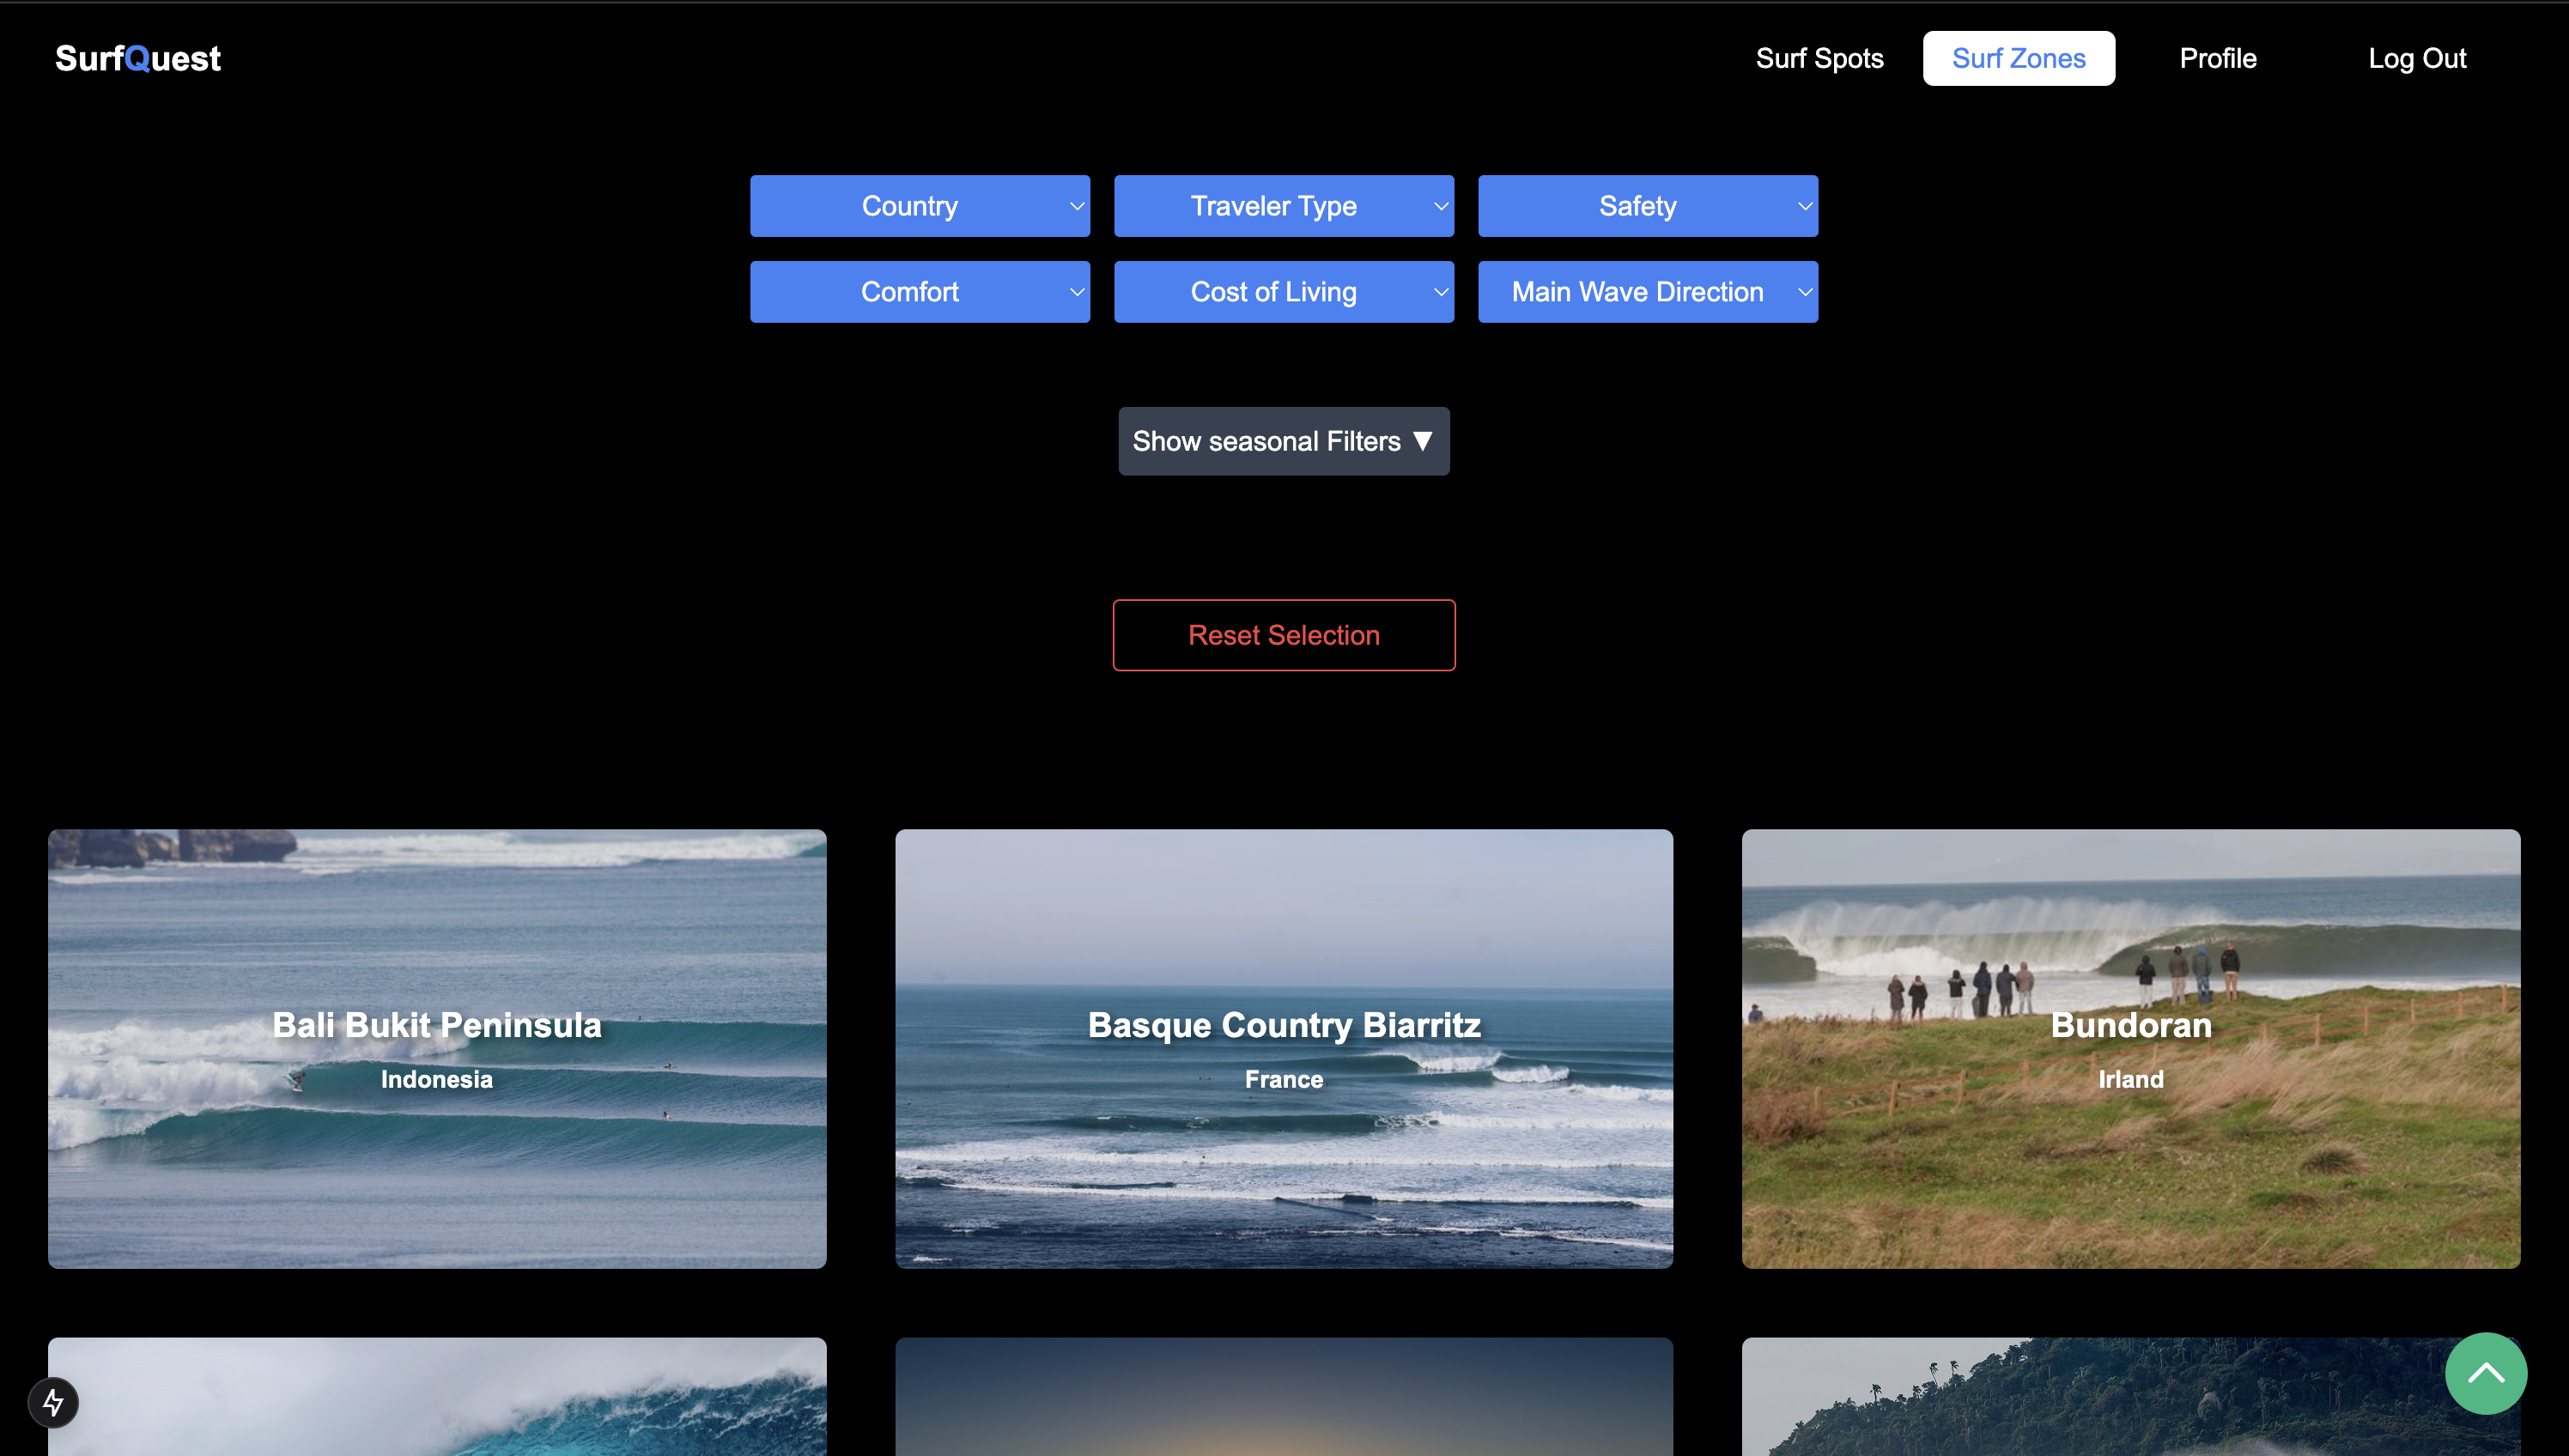 SurfQuest
Surf Spots
Surf Zones
Profile
Log Out
Country
Traveler Type
Safety
Comfort
Cost of Living
Main Wave Direction
Show seasonal Filters ▼
Reset Selection
Bali Bukit Peninsula
Indonesia
Basque Country Biarritz
France
Bundoran
Irland